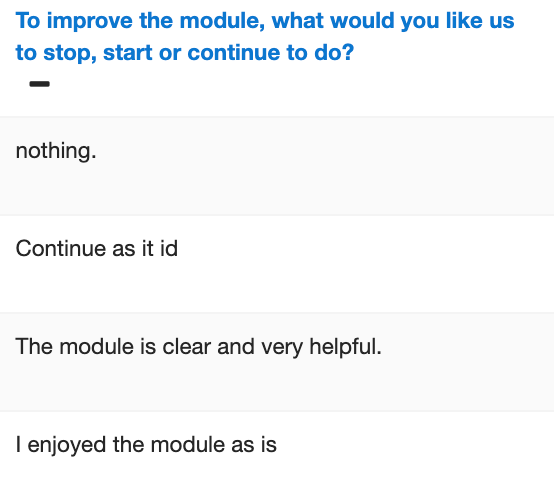 To improve the module, what would you like us
to stop, start or continue to do?
nothing.
Continue as it id
The module is clear and very helpful.
I enjoyed the module as is